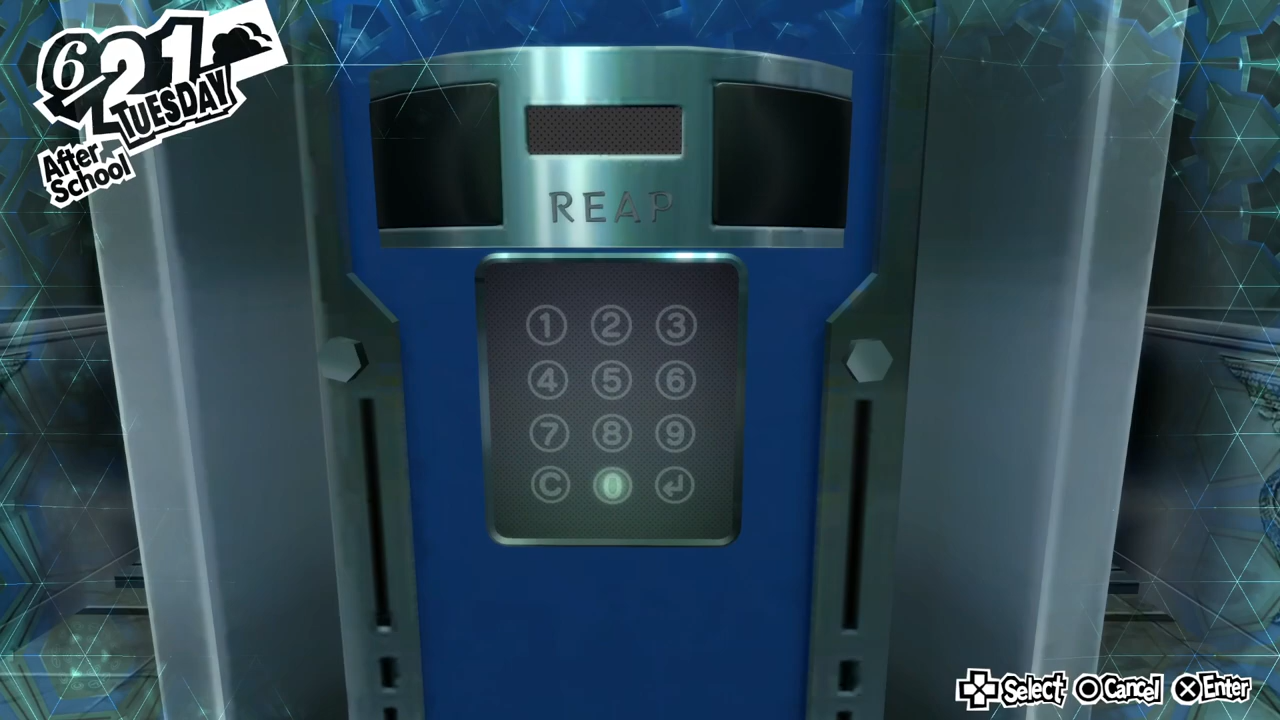 6/21
TUESDAY
After School
REAP
1 2 3
4 5 6
7 8 9
C 0 ↵
Select Cancel Enter